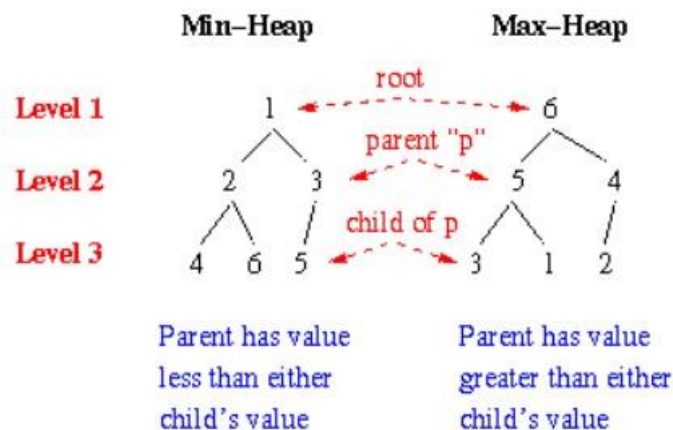 Min-Heap Max-Heap
root
Level 1 1 6
parent "p"
Level 2 2 3 5 4
child of p
Level 3 4 6 5 3 1 2
Parent has value Parent has value
less than either greater than either
child's value child's value